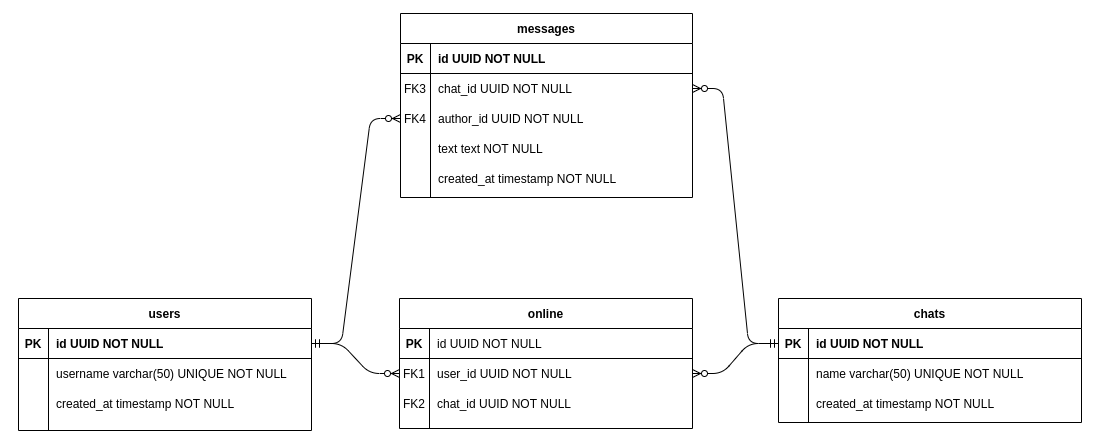 messages
PK id UUID NOT NULL
FK3 chat_id UUID NOT NULL
FK4 author_id UUID NOT NULL
text text NOT NULL
created_at timestamp NOT NULL
users
PK id UUID NOT NULL
username varchar(50) UNIQUE NOT NULL
created_at timestamp NOT NULL
online
PK id UUID NOT NULL
FK1 user_id UUID NOT NULL
FK2 chat_id UUID NOT NULL
chats
PK id UUID NOT NULL
name varchar(50) UNIQUE NOT NULL
created_at timestamp NOT NULL